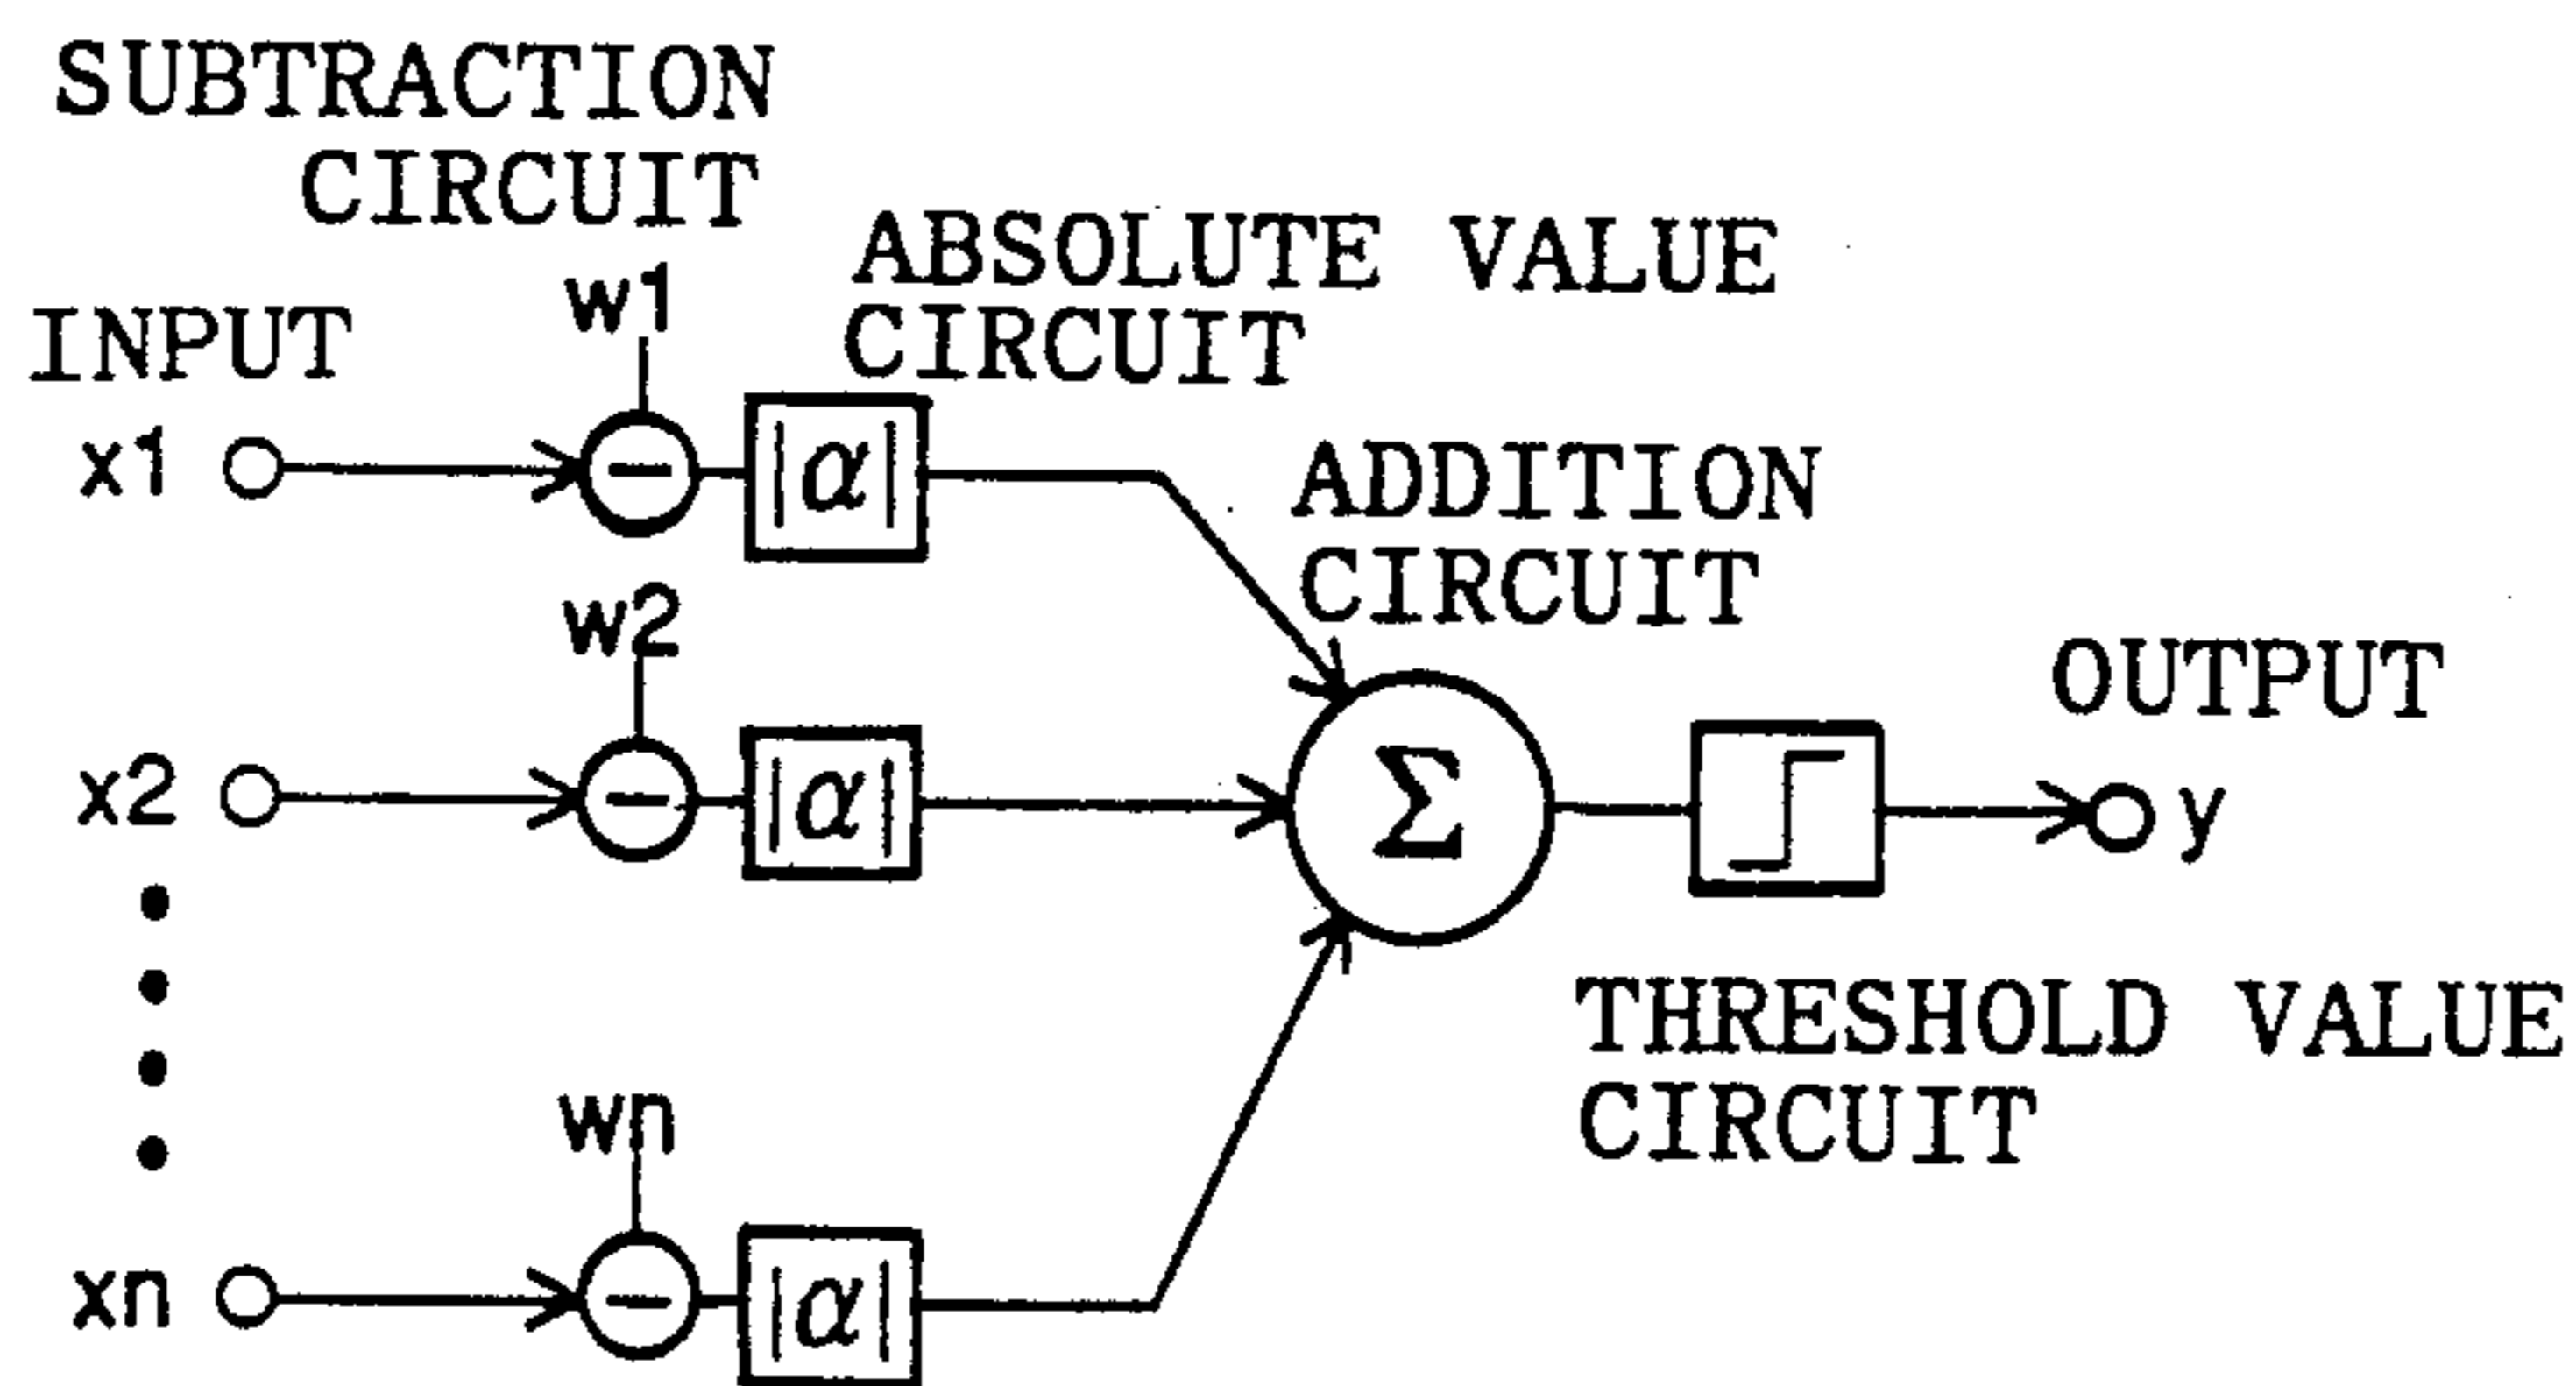 SUBTRACTION
CIRCUIT
ABSOLUTE VALUE
CIRCUIT
INPUT
w1
x1
|α|
ADDITION
CIRCUIT
w2
x2
|α|
Σ
OUTPUT
y
THRESHOLD VALUE
CIRCUIT
wn
xn
|α|